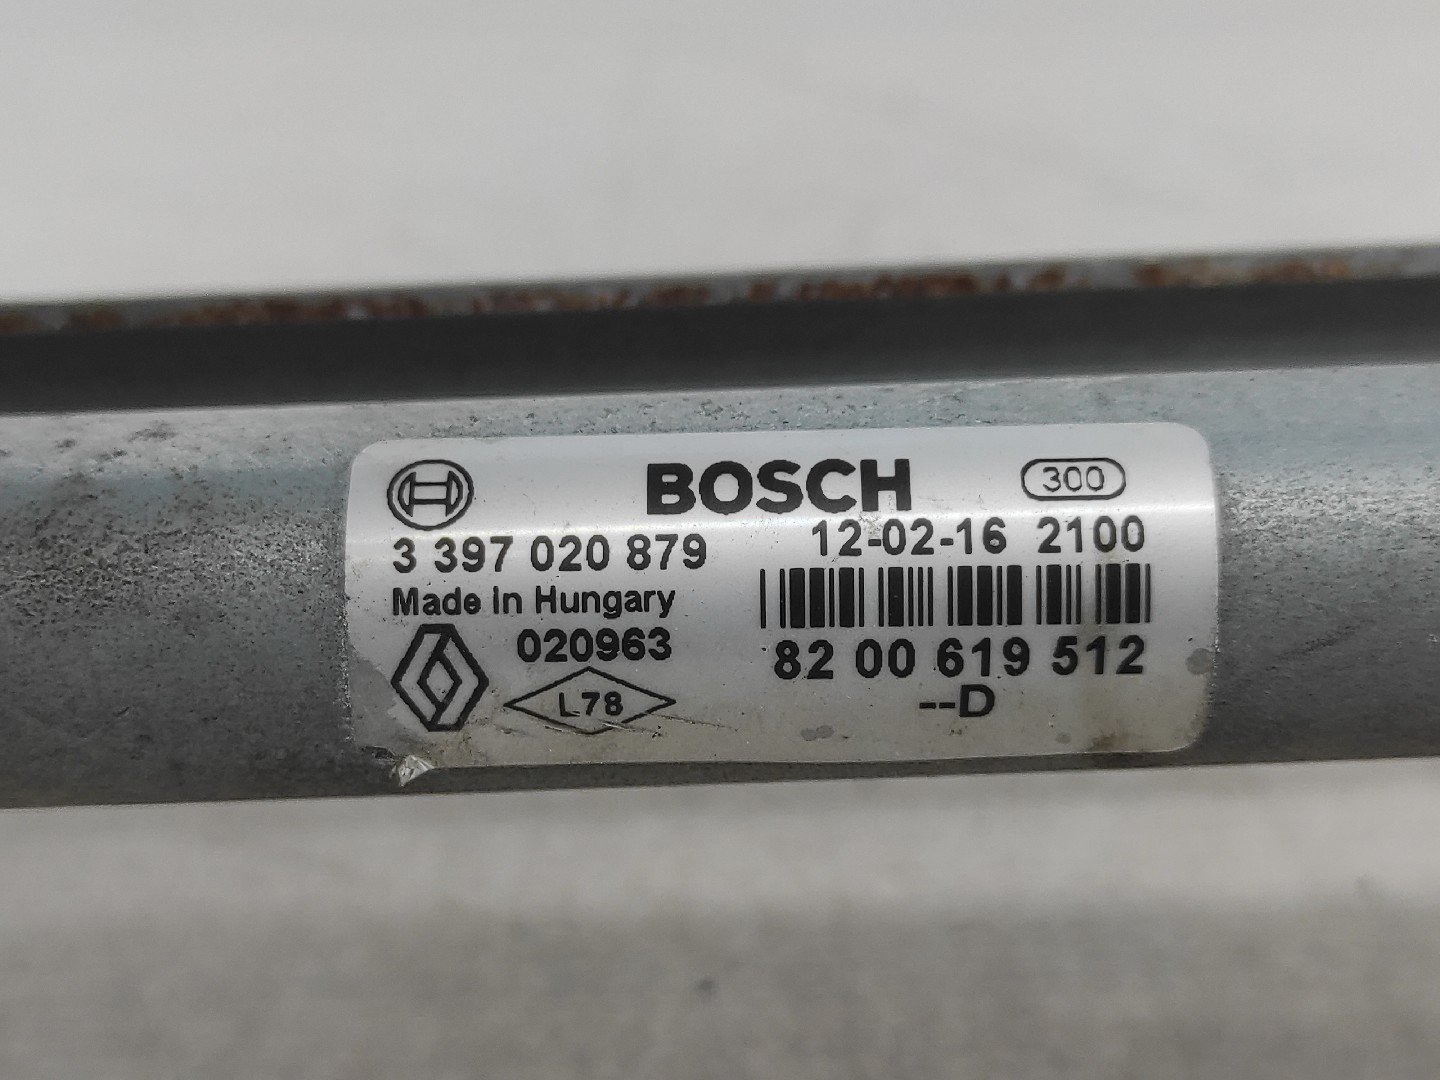 BOSCH 300
3 397 020 879 12-02-16 2100
Made in Hungary
020963 82 00 619 512
L78 --D